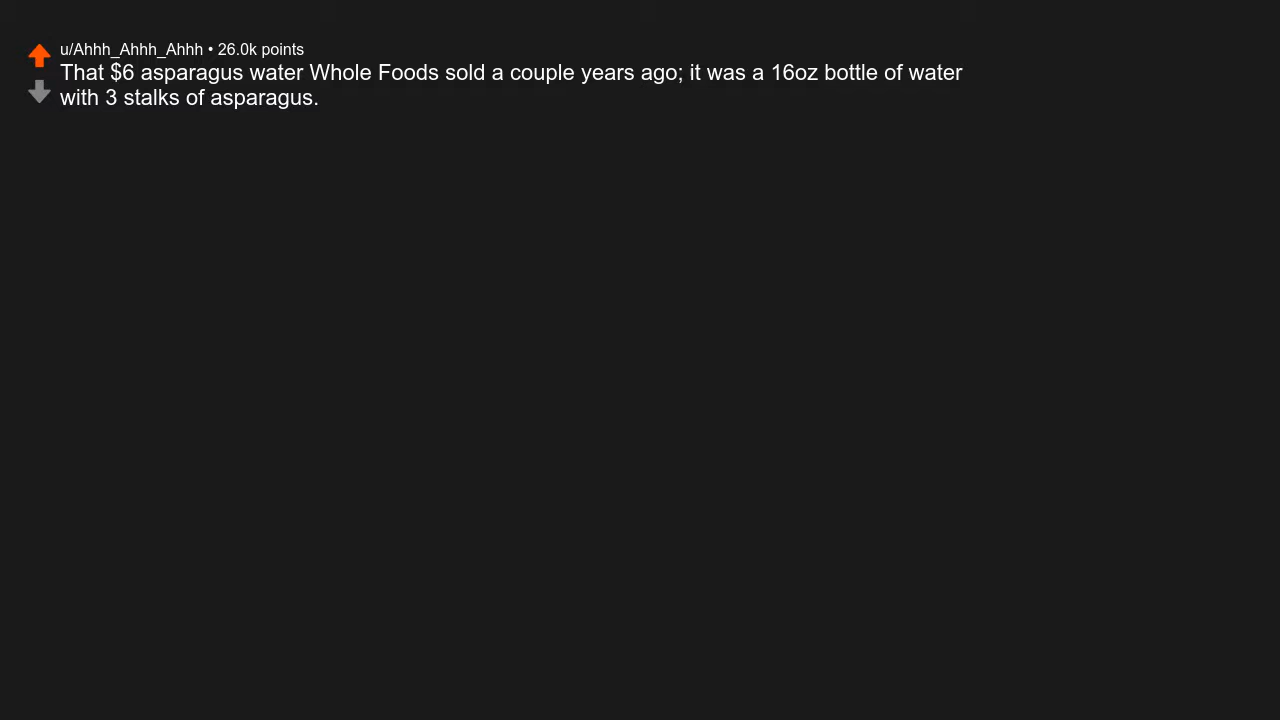 u/Ahhh_Ahhh_Ahhh • 26.0k points
That $6 asparagus water Whole Foods sold a couple years ago; it was a 16oz bottle of water
with 3 stalks of asparagus.